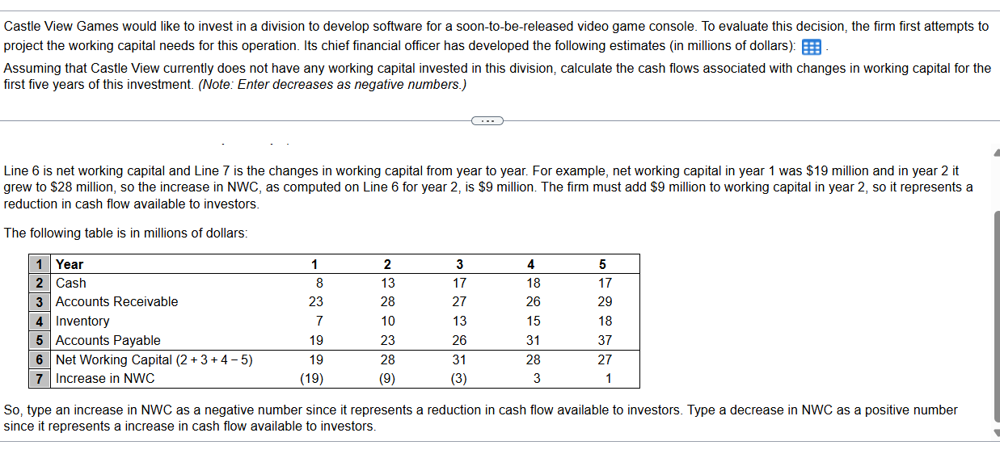 Castle View Games would like to invest in a division to develop software for a soon-to-be-released video game console. To evaluate this decision, the firm first attempts to
project the working capital needs for this operation. Its chief financial officer has developed the following estimates (in millions of dollars): .
Assuming that Castle View currently does not have any working capital invested in this division, calculate the cash flows associated with changes in working capital for the
first five years of this investment. (Note: Enter decreases as negative numbers.)
...
Line 6 is net working capital and Line 7 is the changes in working capital from year to year. For example, net working capital in year 1 was $19 million and in year 2 it
grew to $28 million, so the increase in NWC, as computed on Line 6 for year 2, is $9 million. The firm must add $9 million to working capital in year 2, so it represents a
reduction in cash flow available to investors.
The following table is in millions of dollars:
1 Year 1 2 3 4 5
2 Cash 8 13 17 18 17
3 Accounts Receivable 23 28 27 26 29
4 Inventory 7 10 13 15 18
5 Accounts Payable 19 23 26 31 37
6 Net Working Capital (2 + 3 + 4 – 5) 19 28 31 28 27
7 Increase in NWC (19) (9) (3) 3 1
So, type an increase in NWC as a negative number since it represents a reduction in cash flow available to investors. Type a decrease in NWC as a positive number
since it represents a increase in cash flow available to investors.